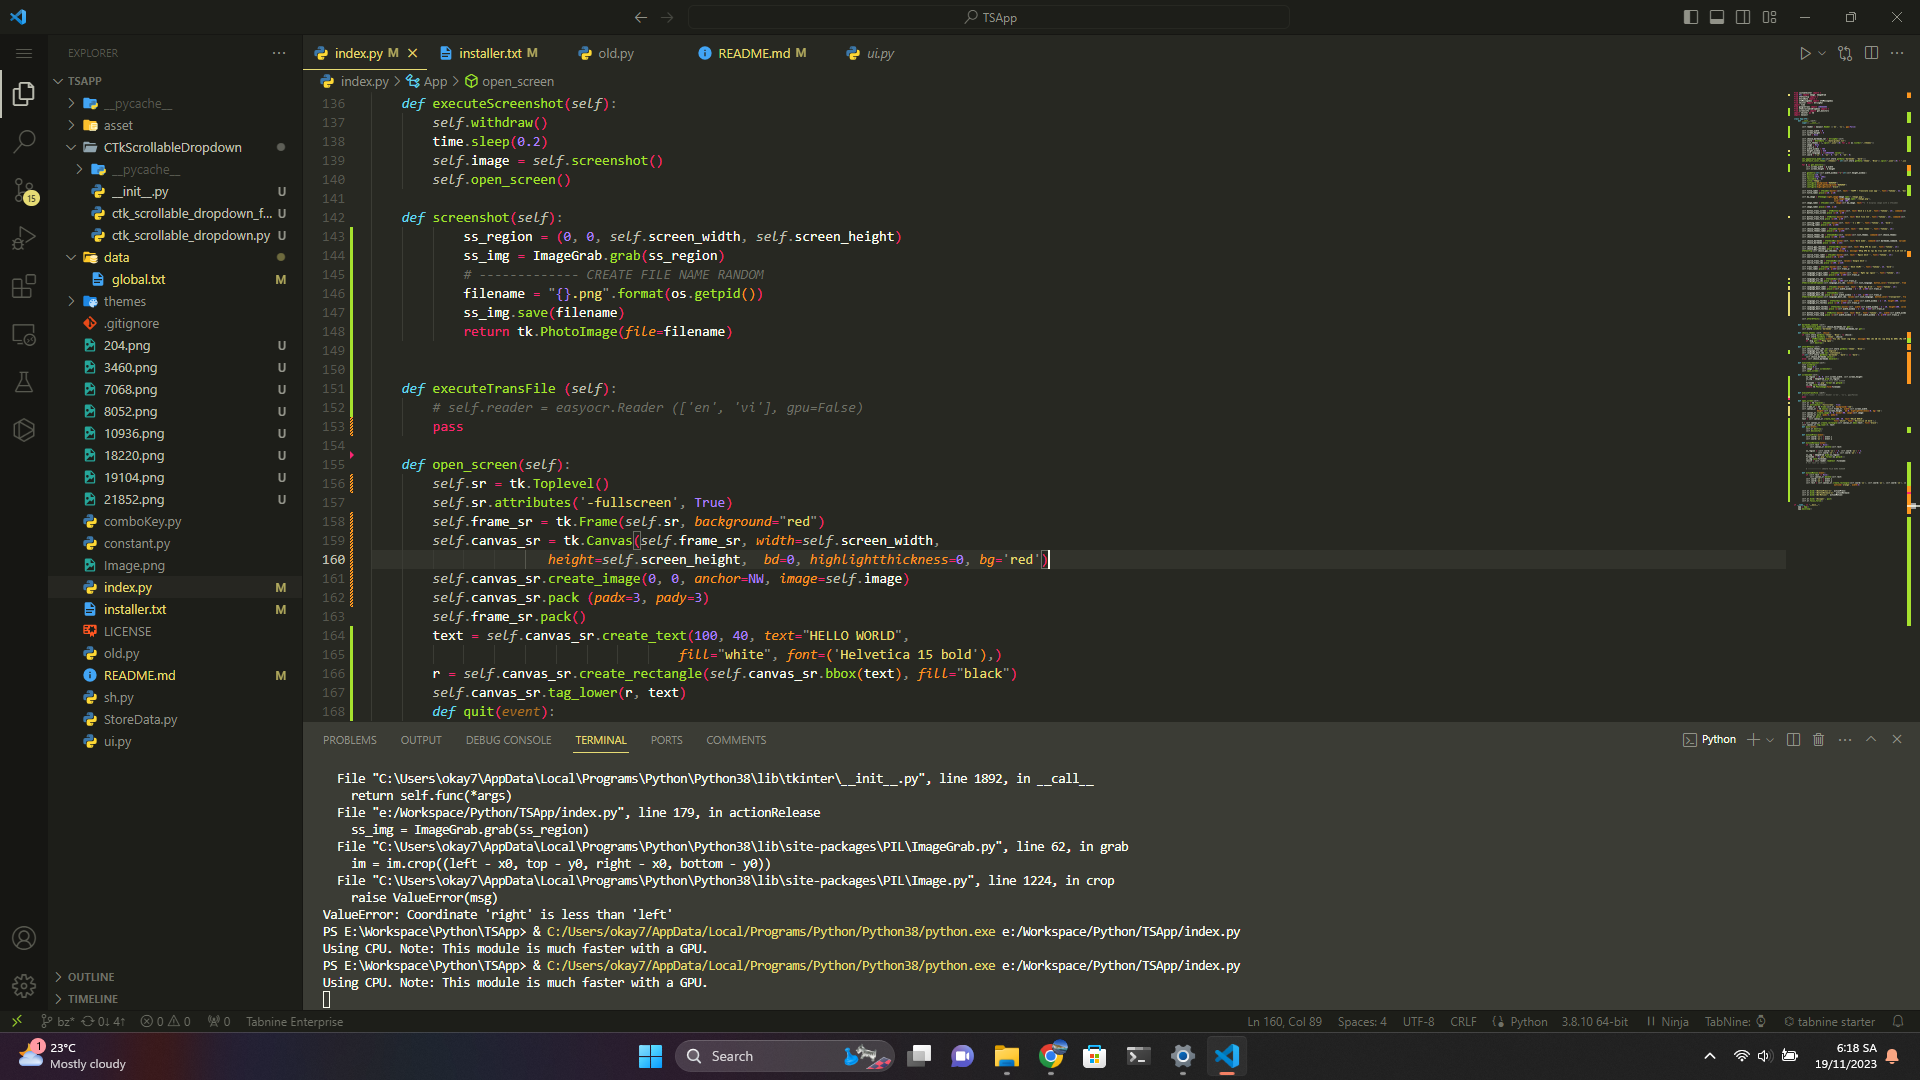 TSApp
EXPLORER
TSAPP
__pycache__
asset
CTkScrollableDropdown
__pycache__
__init__.py U
ctk_scrollable_dropdown_f... U
ctk_scrollable_dropdown.py U
data
global.txt M
themes
.gitignore
204.png U
3460.png U
7068.png U
8052.png U
10936.png U
18220.png U
19104.png U
21852.png U
comboKey.py
constant.py
Image.png
index.py M
installer.txt M
LICENSE
old.py
README.md M
sh.py
StoreData.py
ui.py
OUTLINE
TIMELINE
15
index.py M
installer.txt M
old.py
README.md M
ui.py
index.py > App > open_screen
136 def executeScreenshot(self):
137 self.withdraw()
138 time.sleep(0.2)
139 self.image = self.screenshot()
140 self.open_screen()
141
142 def screenshot(self):
143 ss_region = (0, 0, self.screen_width, self.screen_height)
144 ss_img = ImageGrab.grab(ss_region)
145 # ------------- CREATE FILE NAME RANDOM
146 filename = "{}.png".format(os.getpid())
147 ss_img.save(filename)
148 return tk.PhotoImage(file=filename)
149
150
151 def executeTransFile (self):
152 # self.reader = easyocr.Reader (['en', 'vi'], gpu=False)
153 pass
154
155 def open_screen(self):
156 self.sr = tk.Toplevel()
157 self.sr.attributes('-fullscreen', True)
158 self.frame_sr = tk.Frame(self.sr, background="red")
159 self.canvas_sr = tk.Canvas(self.frame_sr, width=self.screen_width,
160 height=self.screen_height, bd=0, highlightthickness=0, bg='red')
161 self.canvas_sr.create_image(0, 0, anchor=NW, image=self.image)
162 self.canvas_sr.pack (padx=3, pady=3)
163 self.frame_sr.pack()
164 text = self.canvas_sr.create_text(100, 40, text="HELLO WORLD",
165 fill="white", font=('Helvetica 15 bold'),)
166 r = self.canvas_sr.create_rectangle(self.canvas_sr.bbox(text), fill="black")
167 self.canvas_sr.tag_lower(r, text)
168 def quit(event):
PROBLEMS OUTPUT DEBUG CONSOLE TERMINAL PORTS COMMENTS
Python
File "C:\Users\okay7\AppData\Local\Programs\Python\Python38\lib\tkinter\__init__.py", line 1892, in __call__
return self.func(*args)
File "e:/Workspace/Python/TSApp/index.py", line 179, in actionRelease
ss_img = ImageGrab.grab(ss_region)
File "C:\Users\okay7\AppData\Local\Programs\Python\Python38\lib\site-packages\PIL\ImageGrab.py", line 62, in grab
im = im.crop((left - x0, top - y0, right - x0, bottom - y0))
File "C:\Users\okay7\AppData\Local\Programs\Python\Python38\lib\site-packages\PIL\Image.py", line 1224, in crop
raise ValueError(msg)
ValueError: Coordinate 'right' is less than 'left'
PS E:\Workspace\Python\TSApp> & C:/Users/okay7/AppData/Local/Programs/Python/Python38/python.exe e:/Workspace/Python/TSApp/index.py
Using CPU. Note: This module is much faster with a GPU.
PS E:\Workspace\Python\TSApp> & C:/Users/okay7/AppData/Local/Programs/Python/Python38/python.exe e:/Workspace/Python/TSApp/index.py
Using CPU. Note: This module is much faster with a GPU.
bz* 0↓ 4↑ 0 0 0 Tabnine Enterprise
Ln 160, Col 89 Spaces: 4 UTF-8 CRLF Python 3.8.10 64-bit Ninja TabNine: tabnine starter
1
23°C
Mostly cloudy
Search
6:18 SA
19/11/2023